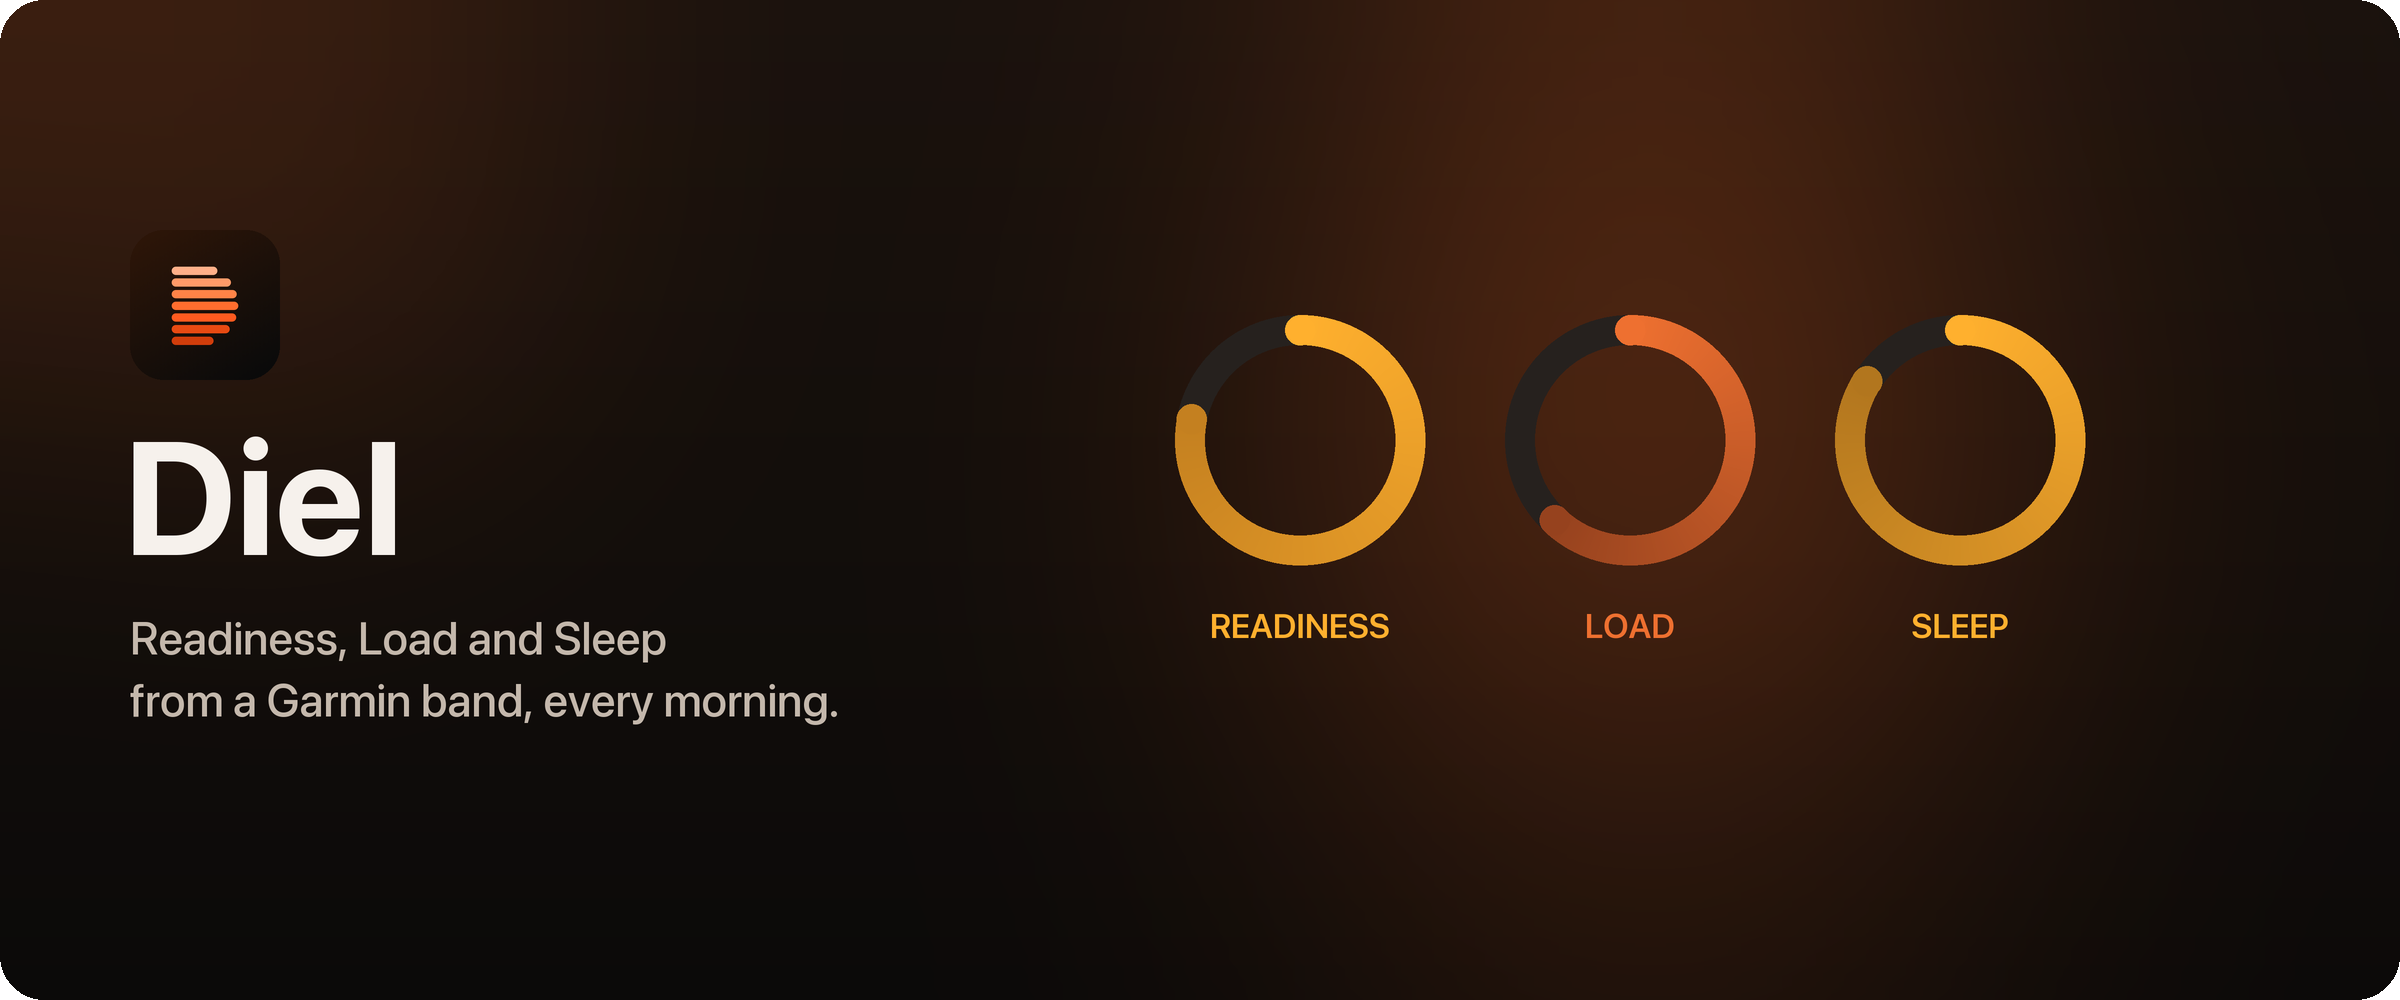 Diel
Readiness, Load and Sleep
from a Garmin band, every morning.
READINESS
LOAD
SLEEP